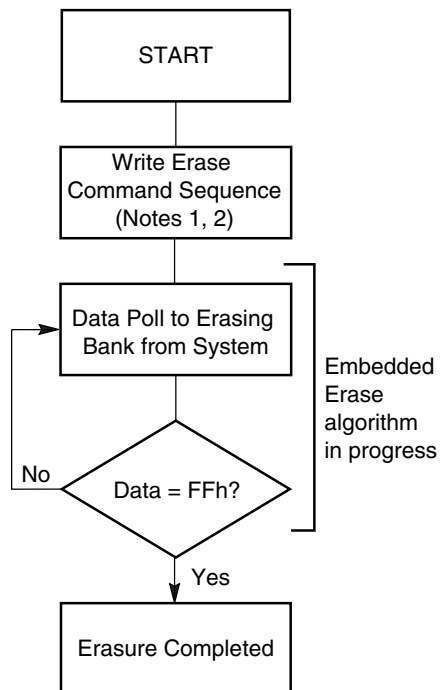 START
Write Erase
Command Sequence
(Notes 1, 2)
Data Poll to Erasing
Bank from System
Embedded
Erase
algorithm
in progress
No
Data = FFh?
Yes
Erasure Completed